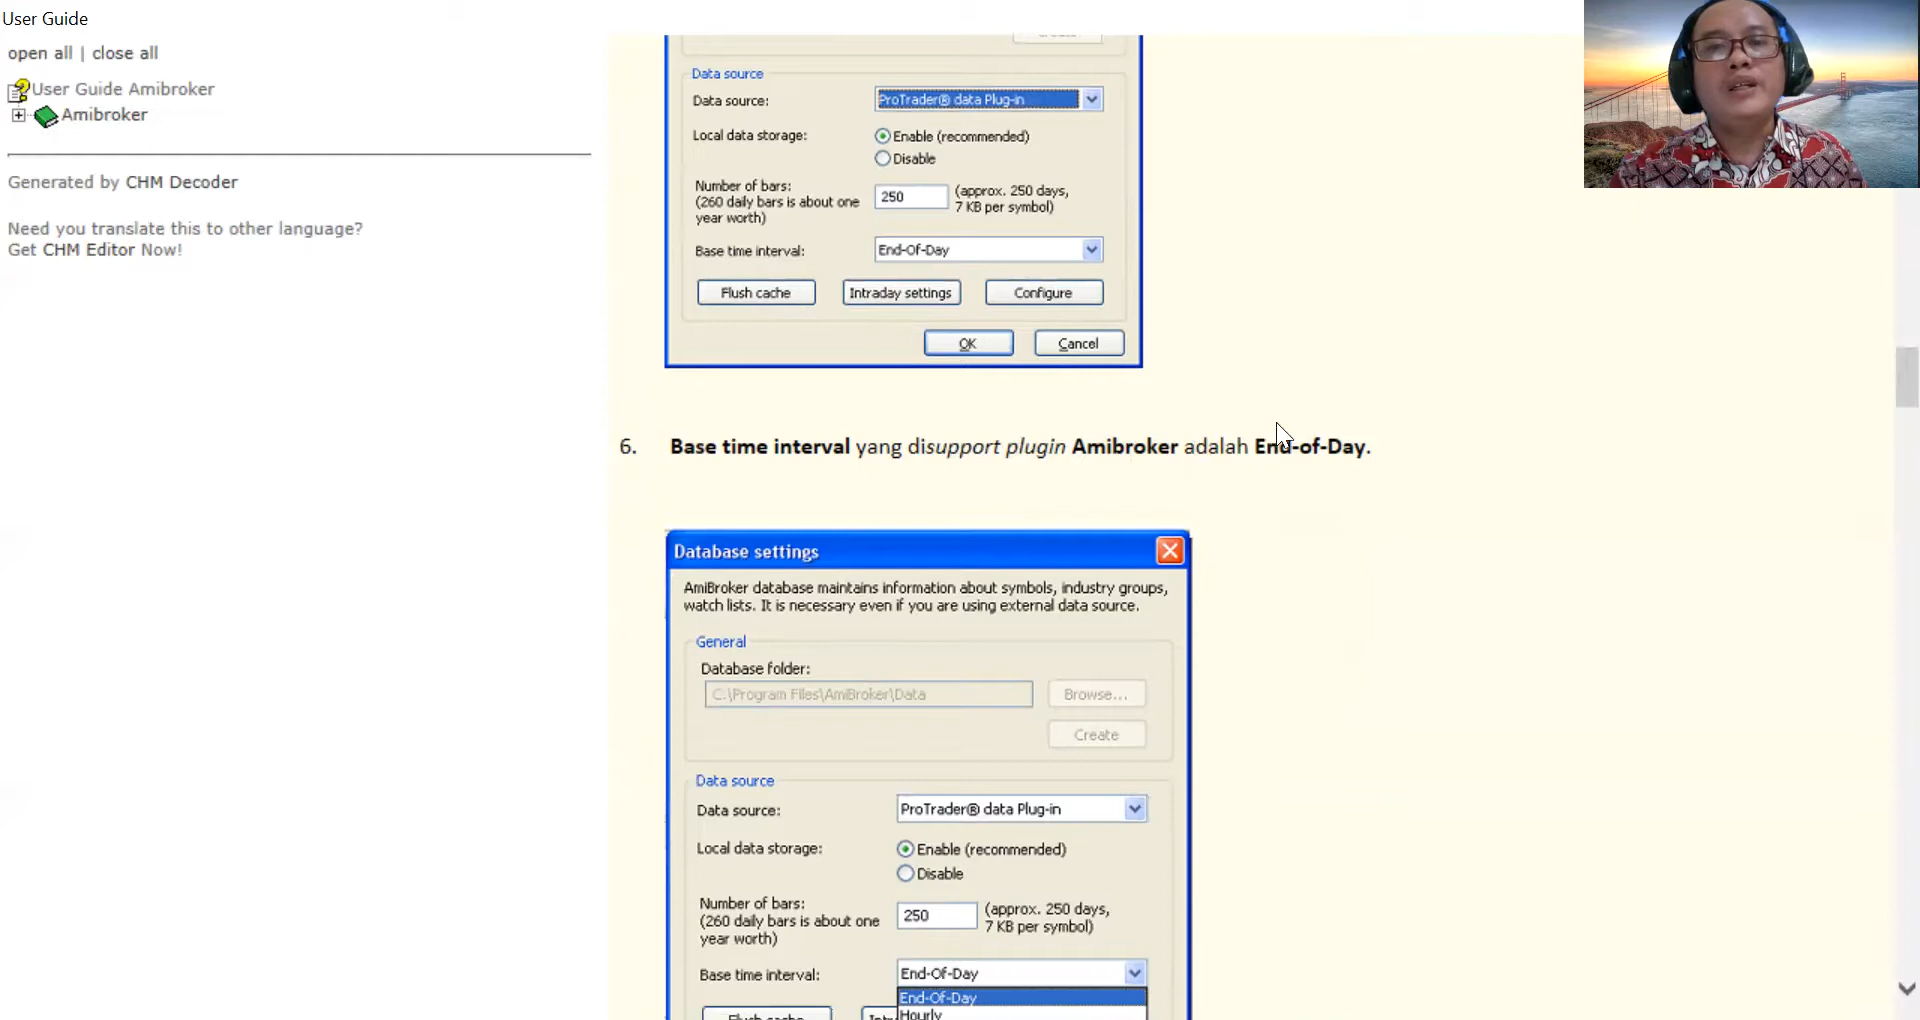 User Guide
open all | close all
User Guide Amibroker
Amibroker
Generated by CHM Decoder
Need you translate this to other language?
Get CHM Editor Now!
Data source
Data source: ProTrader® data Plug-in
Local data storage: Enable (recommended)
Disable
Number of bars:
(260 daily bars is about one
year worth)
250
(approx. 250 days,
7 KB per symbol)
Base time interval: End-Of-Day
Flush cache Intraday settings Configure
OK Cancel
6. Base time interval yang disupport plugin Amibroker adalah End-of-Day.
Database settings
AmiBroker database maintains information about symbols, industry groups,
watch lists. It is necessary even if you are using external data source.
General
Database folder:
C:\Program Files\AmiBroker\Data Browse...
Create
Data source
Data source: ProTrader® data Plug-in
Local data storage: Enable (recommended)
Disable
Number of bars:
(260 daily bars is about one
year worth)
250
(approx. 250 days,
7 KB per symbol)
Base time interval: End-Of-Day
End-Of-Day
Hourly
Flush cache